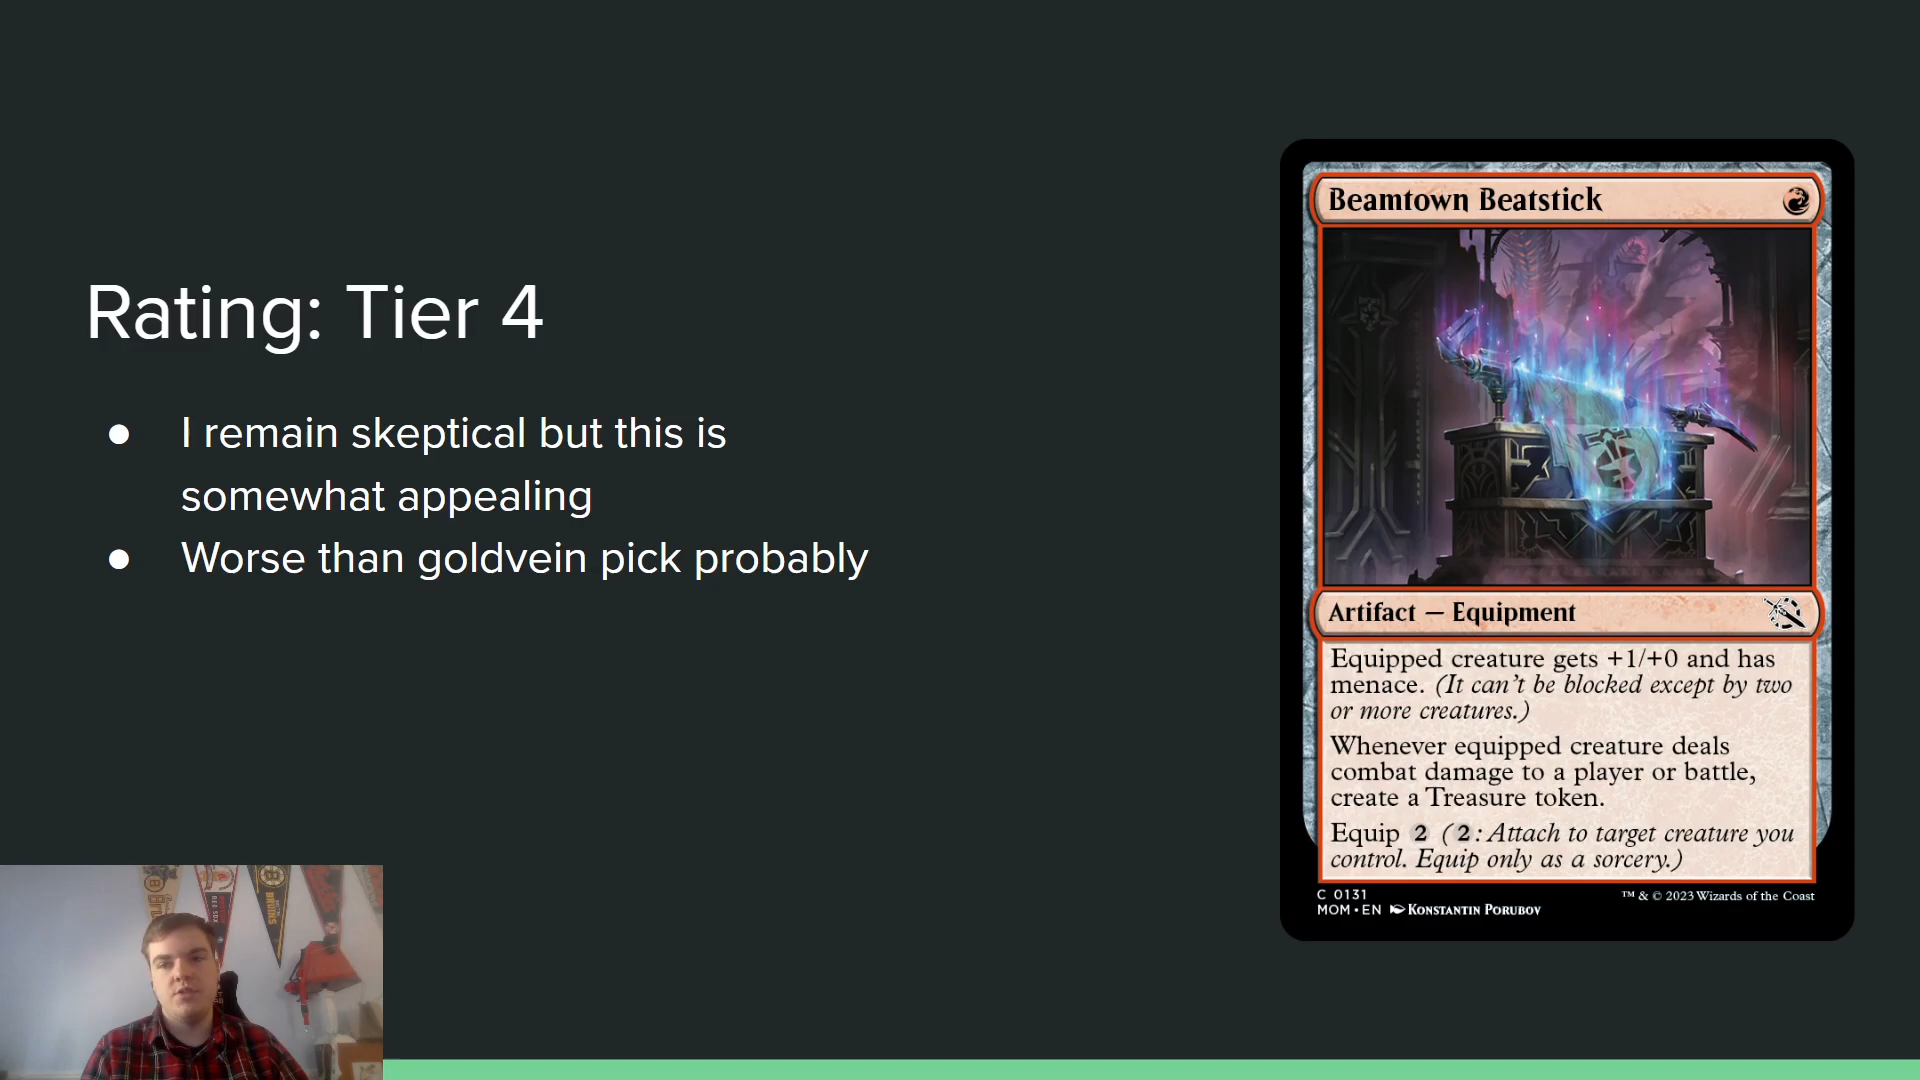 Rating: Tier 4
● I remain skeptical but this is
somewhat appealing
● Worse than goldvein pick probably
Beamtown Beatstick
Artifact — Equipment
Equipped creature gets +1/+0 and has
menace. (It can't be blocked except by two
or more creatures.)
Whenever equipped creature deals
combat damage to a player or battle,
create a Treasure token.
Equip 2 (2: Attach to target creature you
control. Equip only as a sorcery.)
C 0131
MOM • EN Konstantin Porubov
™ & © 2023 Wizards of the Coast
BRUINS
RED SOX